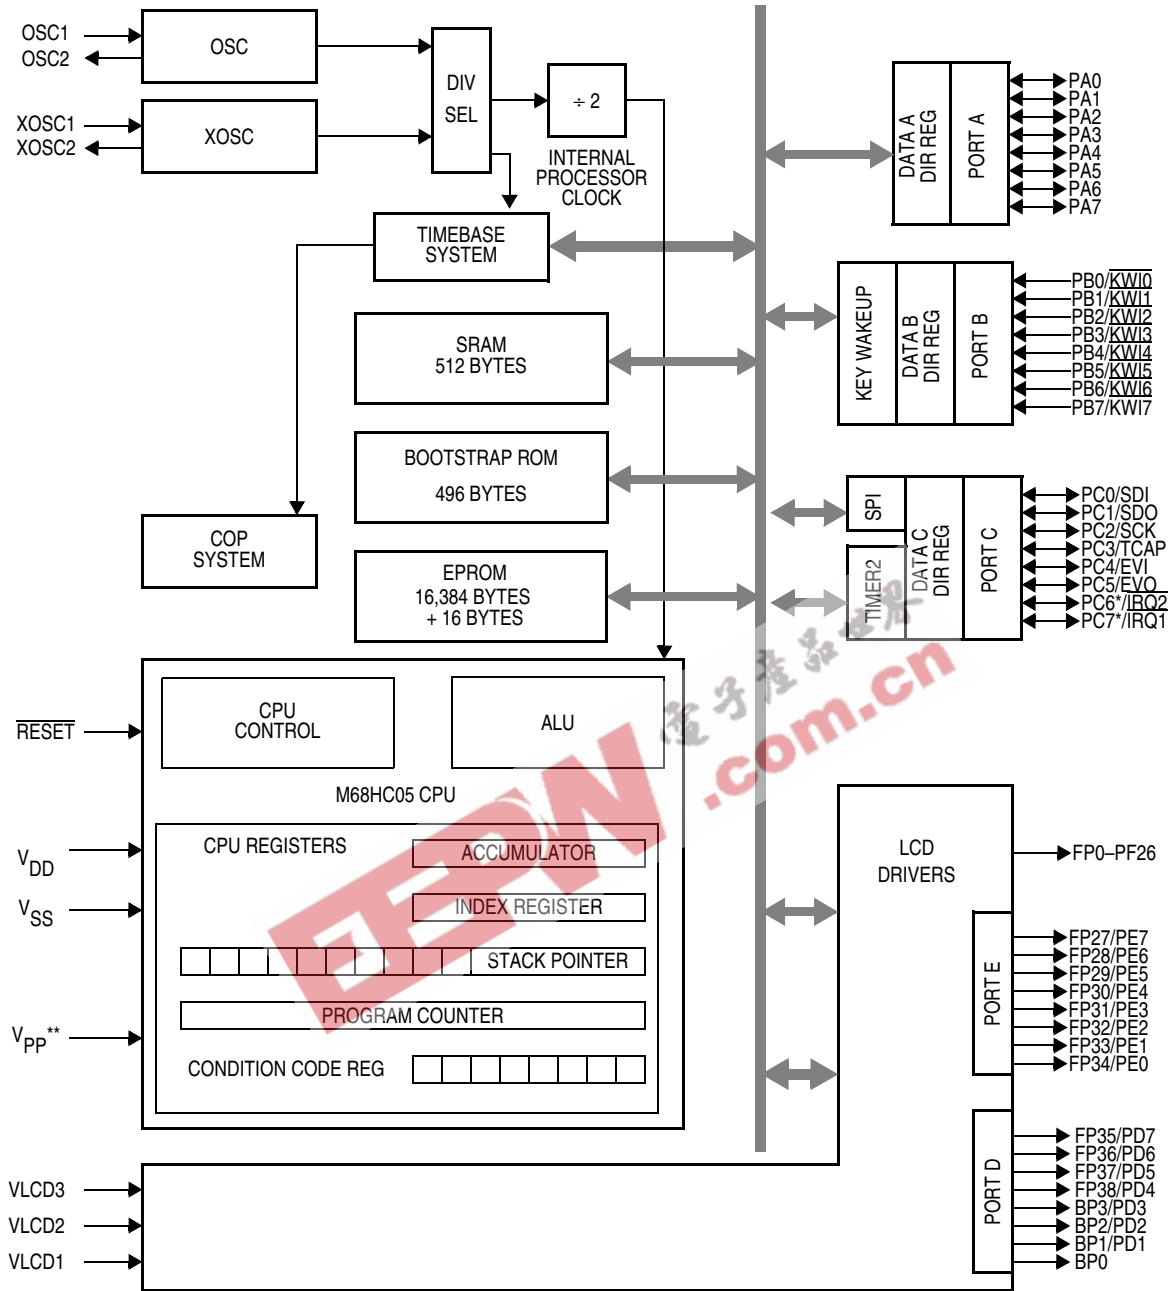 OSC1
OSC2
OSC
XOSC1
XOSC2
XOSC
DIV
SEL
÷ 2
INTERNAL
PROCESSOR
CLOCK
TIMEBASE
SYSTEM
SRAM
512 BYTES
BOOTSTRAP ROM
496 BYTES
COP
SYSTEM
EPROM
16,384 BYTES
+ 16 BYTES
DATA A
DIR REG
PORT A
PA0
PA1
PA2
PA3
PA4
PA5
PA6
PA7
KEY WAKEUP
DATA B
DIR REG
PORT B
PB0/KWI0
PB1/KWI1
PB2/KWI2
PB3/KWI3
PB4/KWI4
PB5/KWI5
PB6/KWI6
PB7/KWI7
SPI
TIMER2
DATA C
DIR REG
PORT C
PC0/SDI
PC1/SDO
PC2/SCK
PC3/TCAP
PC4/EVI
PC5/EVO
PC6*/IRQ2
PC7*/IRQ1
RESET
CPU
CONTROL
ALU
M68HC05 CPU
VDD
VSS
VPP**
CPU REGISTERS
ACCUMULATOR
INDEX REGISTER
STACK POINTER
PROGRAM COUNTER
CONDITION CODE REG
LCD
DRIVERS
FP0–PF26
PORT E
FP27/PE7
FP28/PE6
FP29/PE5
FP30/PE4
FP31/PE3
FP32/PE2
FP33/PE1
FP34/PE0
PORT D
FP35/PD7
FP36/PD6
FP37/PD5
FP38/PD4
BP3/PD3
BP2/PD2
BP1/PD1
BP0
VLCD3
VLCD2
VLCD1
EEPW
電子產品世界
.com.cn